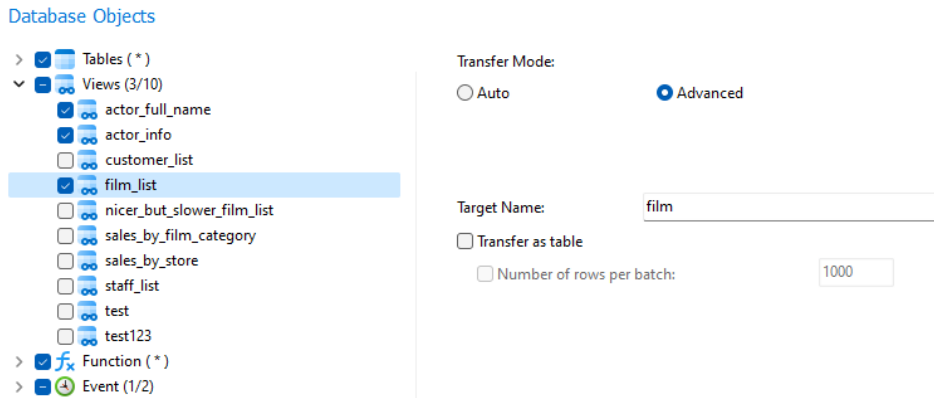 Database Objects
Tables ( * )
Views (3/10)
actor_full_name
actor_info
customer_list
film_list
nicer_but_slower_film_list
sales_by_film_category
sales_by_store
staff_list
test
test123
Function ( * )
Event (1/2)
Transfer Mode:
Auto
Advanced
Target Name: film
Transfer as table
Number of rows per batch: 1000